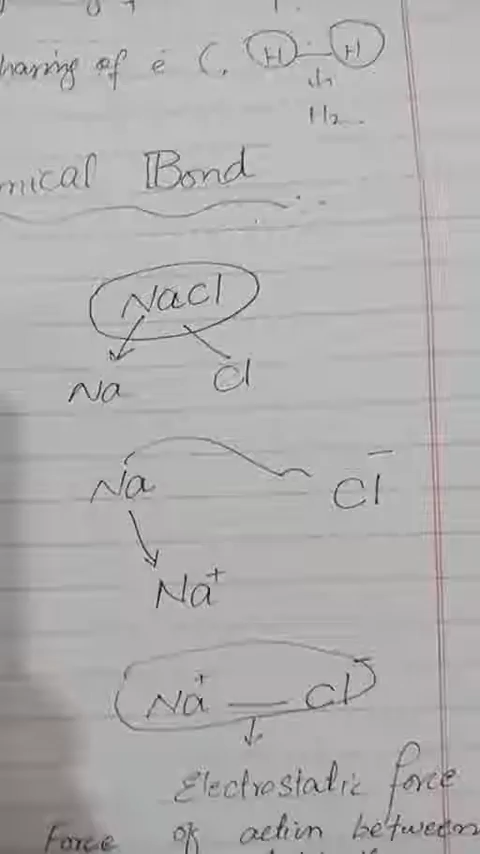 haring of e (, H — H
H2
mical Bond
NaCl
Na Cl
Na Cl⁻
Na⁺
Na⁺ — Cl
Electrostatic force
Force of action between